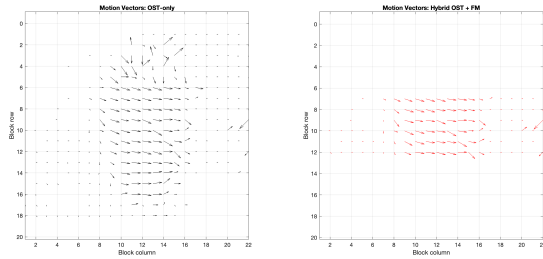 Motion Vectors: OST-only
0
2
4
6
8
10
12
14
16
18
20
Block row
2 4 6 8 10 12 14 16 18 20 22
Block column
Motion Vectors: Hybrid OST + FM
0
2
4
6
8
10
12
14
16
18
20
Block row
2 4 6 8 10 12 14 16 18 20 22
Block column